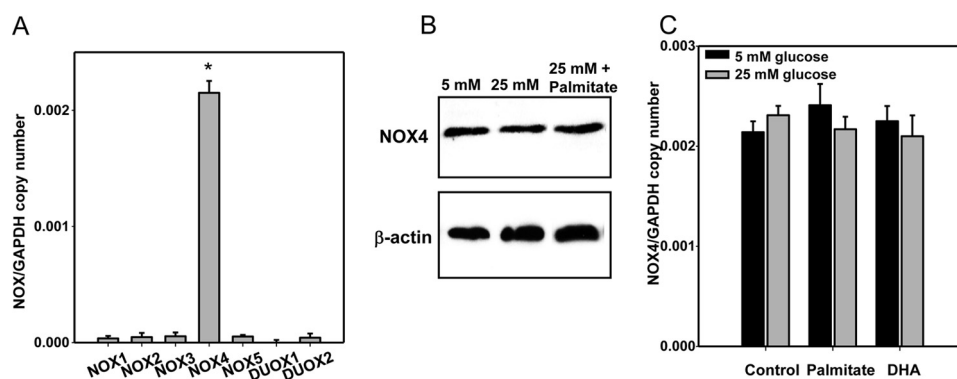 A
NOX/GAPDH copy number
0.002
0.001
0.000
*
NOX1
NOX2
NOX3
NOX4
NOX5
DUOX1
DUOX2
B
5 mM
25 mM
25 mM +
Palmitate
NOX4
β-actin
C
NOX4/GAPDH copy number
0.003
0.002
0.001
0.000
5 mM glucose
25 mM glucose
Control
Palmitate
DHA